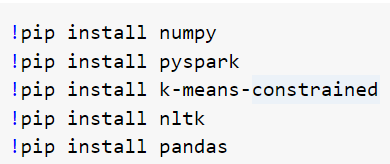 !pip install numpy
!pip install pyspark
!pip install k-means-constrained
!pip install nltk
!pip install pandas